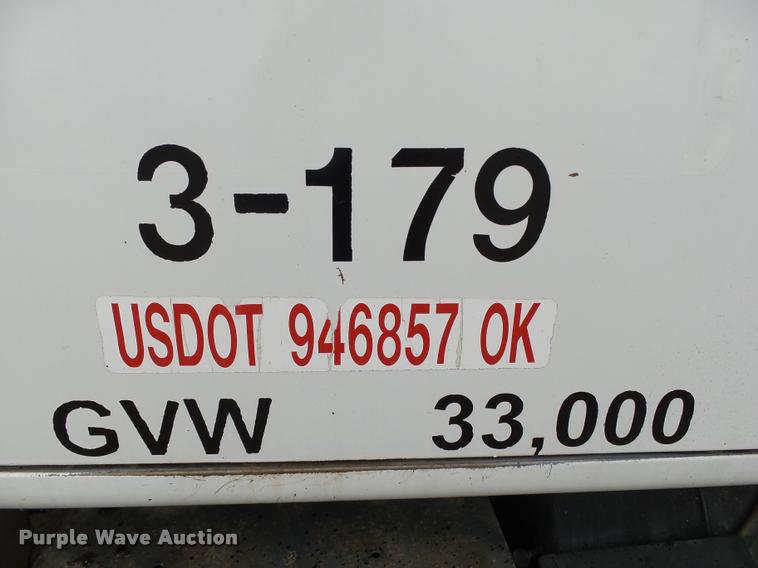 3-179
USDOT 946857 OK
GVW 33,000
Purple Wave Auction